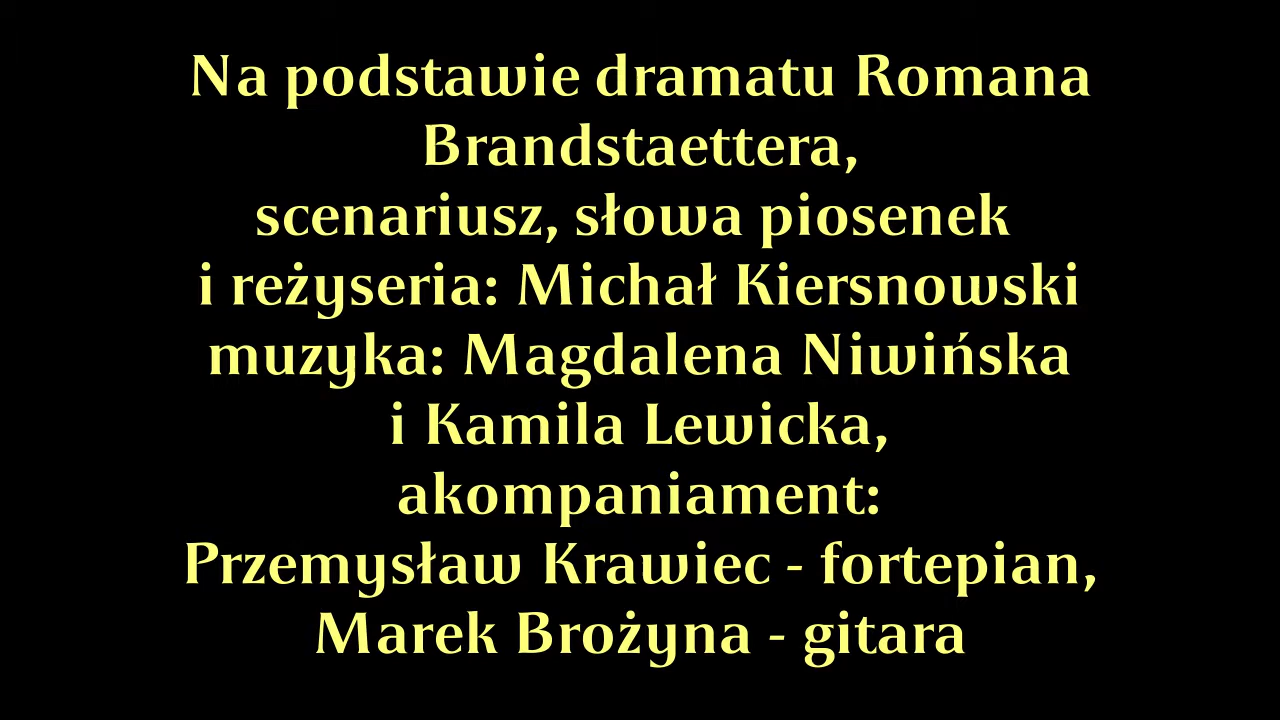 Na podstawie dramatu Romana
Brandstaettera,
scenariusz, słowa piosenek
i reżyseria: Michał Kiersnowski
muzyka: Magdalena Niwińska
i Kamila Lewicka,
akompaniament:
Przemysław Krawiec - fortepian,
Marek Brożyna - gitara